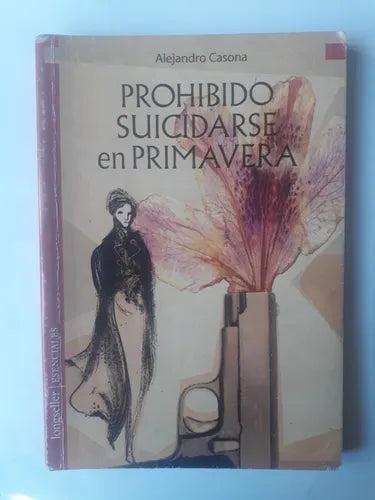 Alejandro Casona
PROHIBIDO
SUICIDARSE
en PRIMAVERA
longseller ESENCIALES